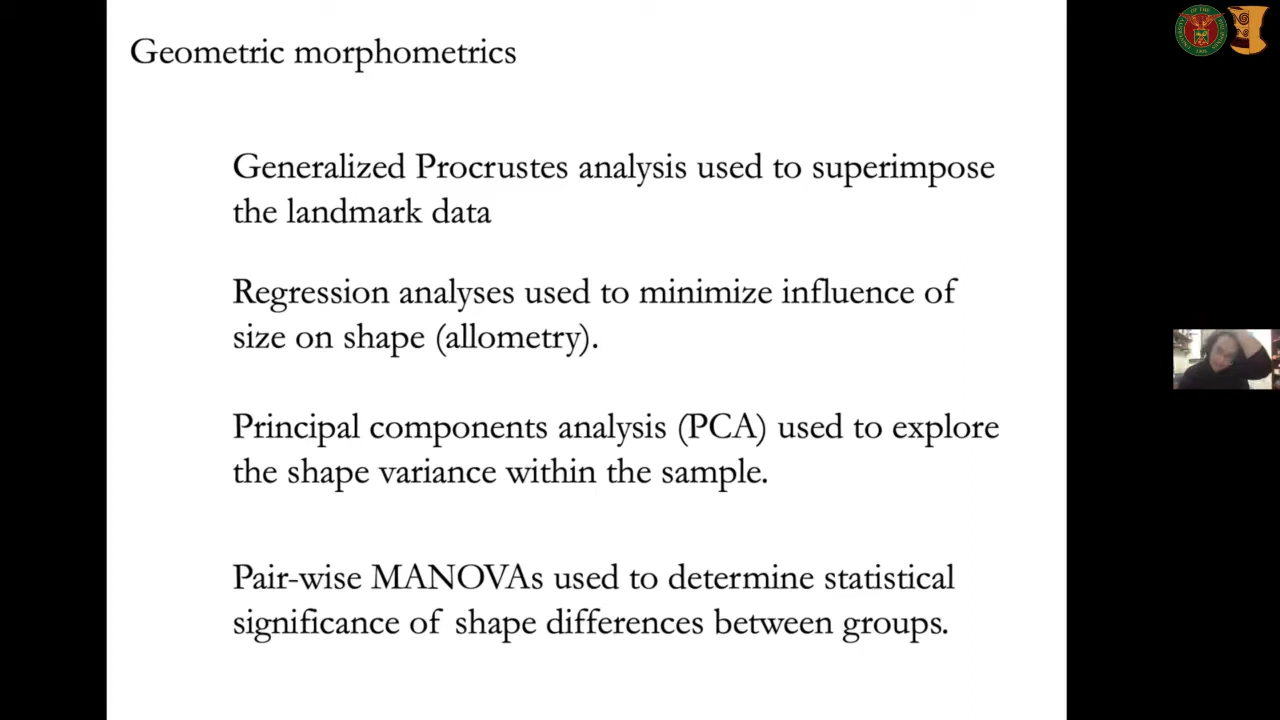 Geometric morphometrics
Generalized Procrustes analysis used to superimpose
the landmark data
Regression analyses used to minimize influence of
size on shape (allometry).
Principal components analysis (PCA) used to explore
the shape variance within the sample.
Pair-wise MANOVAs used to determine statistical
significance of shape differences between groups.